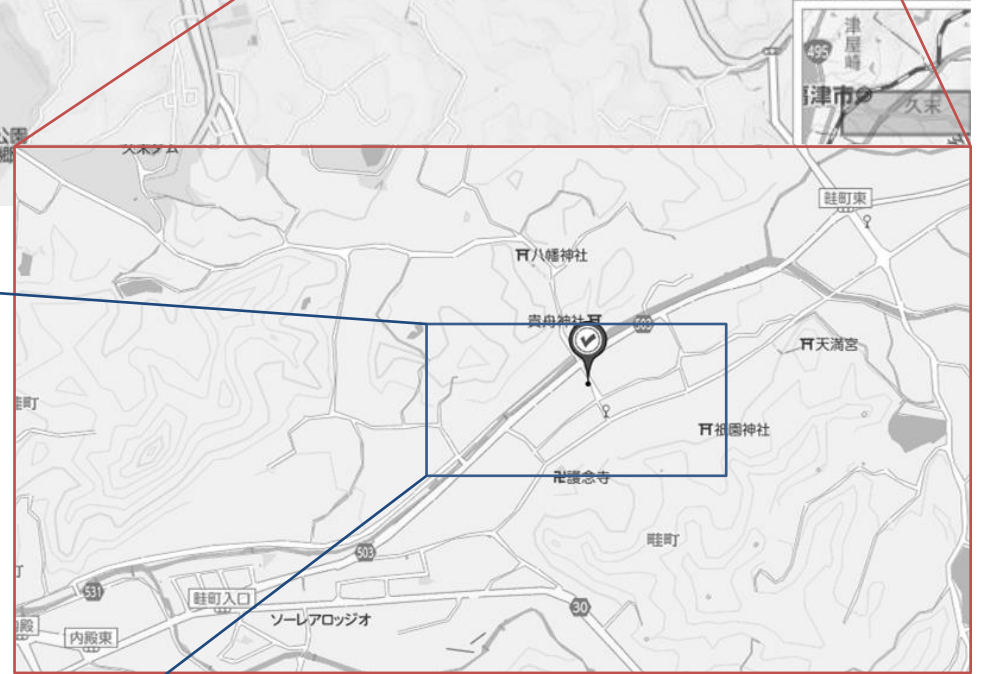 津屋崎
495
津市
久末
公園
久末ダム
畦町東
八幡神社
貴舟神社
503
天満宮
畦町
祇園神社
護念寺
畦町
503
531
畦町入口
30
ソーレアロッジオ
内殿
内殿東